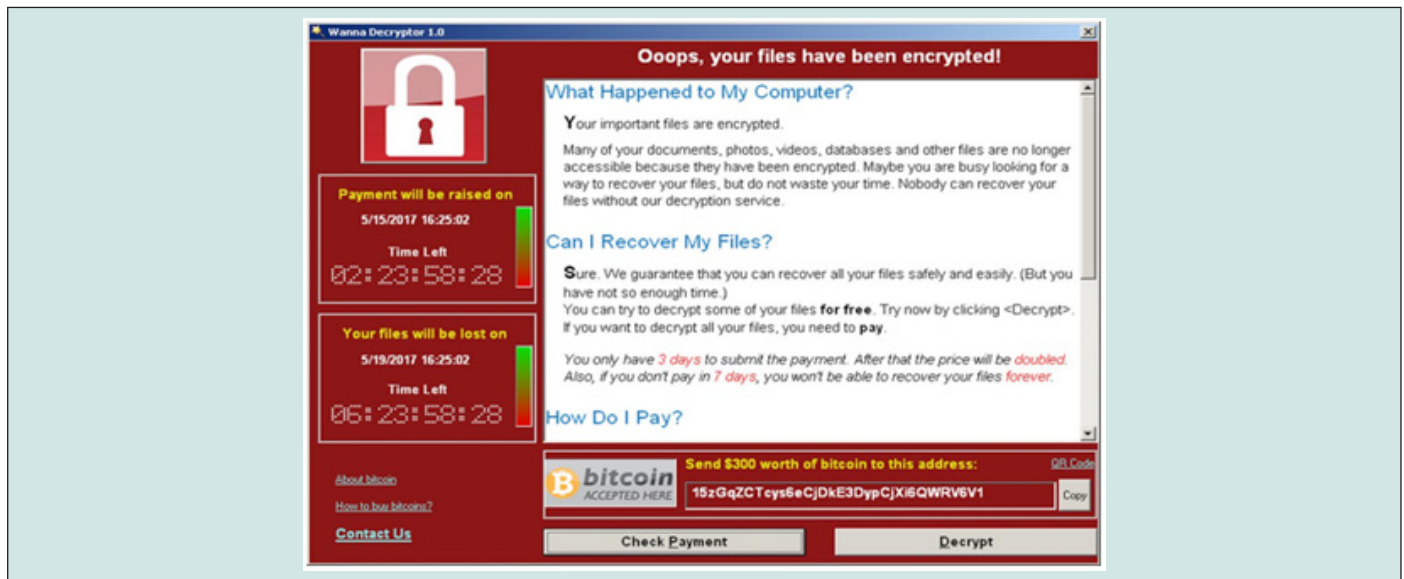 Wanna Decryptor 1.0
Ooops, your files have been encrypted!
What Happened to My Computer?
Your important files are encrypted.
Many of your documents, photos, videos, databases and other files are no longer
accessible because they have been encrypted. Maybe you are busy looking for a
way to recover your files, but do not waste your time. Nobody can recover your
files without our decryption service.
Can I Recover My Files?
Sure. We guarantee that you can recover all your files safely and easily. (But you
have not so enough time.)
You can try to decrypt some of your files for free. Try now by clicking <Decrypt>.
If you want to decrypt all your files, you need to pay.
You only have 3 days to submit the payment. After that the price will be doubled.
Also, if you don't pay in 7 days, you won't be able to recover your files forever.
How Do I Pay?
Payment will be raised on
5/15/2017 16:25:02
Time Left
02:23:58:28
Your files will be lost on
5/19/2017 16:25:02
Time Left
06:23:58:28
About bitcoin
How to buy bitcoins?
Contact Us
bitcoin
ACCEPTED HERE
Send $300 worth of bitcoin to this address:
QR Code
15zGqZCTcys6eCjDkE3DypCjXi6QWRV6V1
Copy
Check Payment
Decrypt